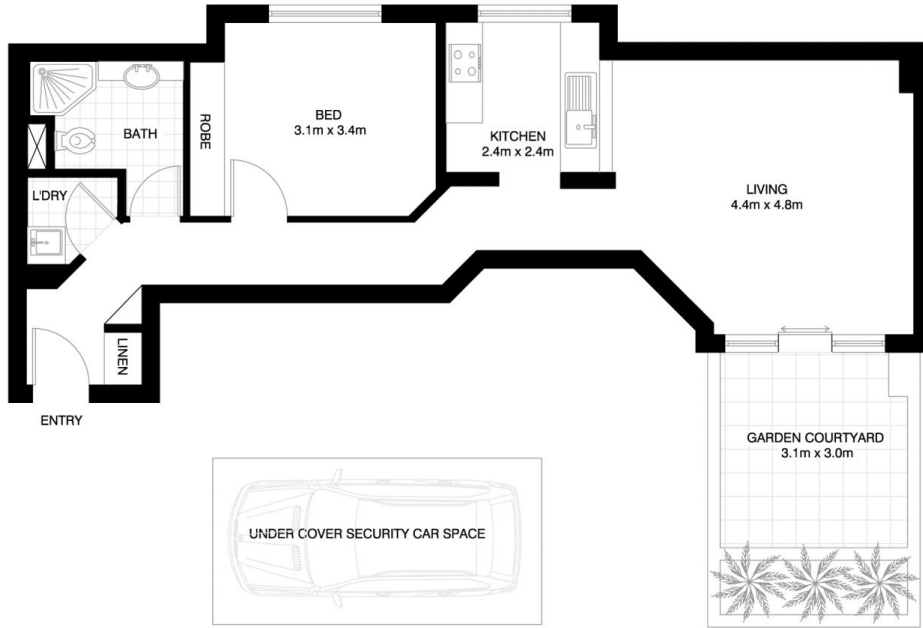 BATH
ROBE
BED
3.1m x 3.4m
KITCHEN
2.4m x 2.4m
L'DRY
LIVING
4.4m x 4.8m
LINEN
ENTRY
GARDEN COURTYARD
3.1m x 3.0m
UNDER COVER SECURITY CAR SPACE